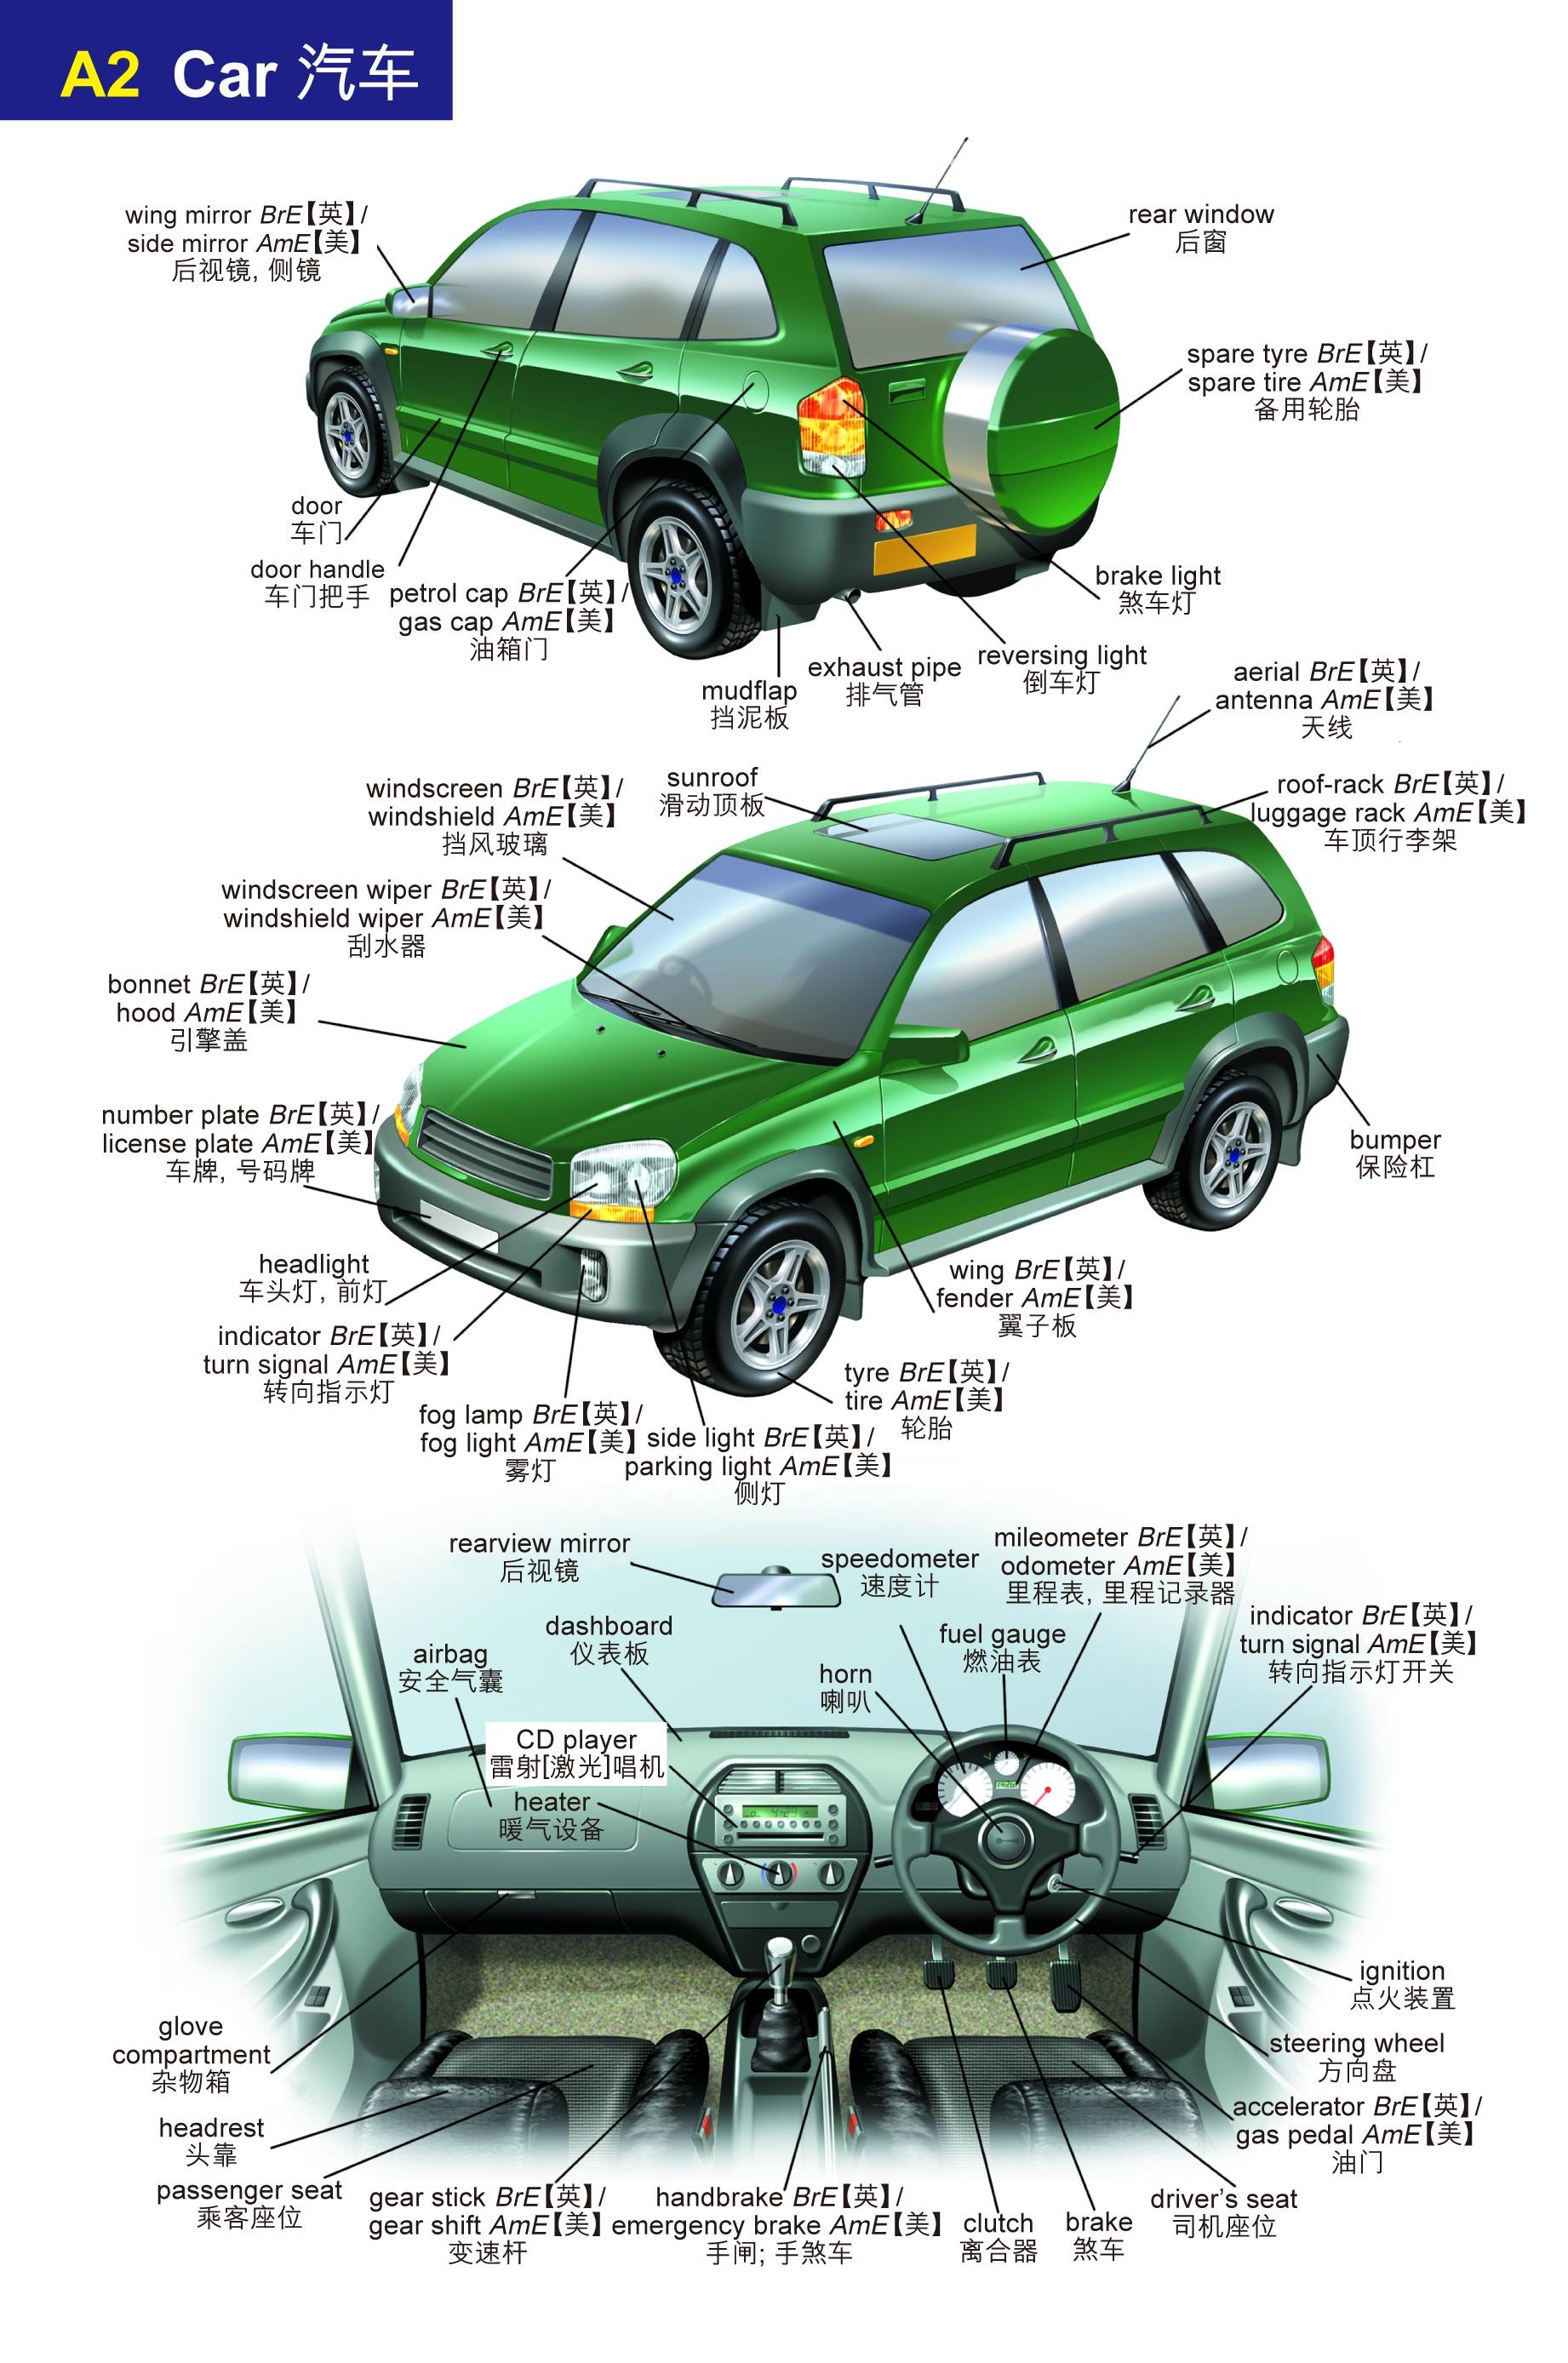 A2 Car 汽车
wing mirror BrE【英】/
side mirror AmE【美】
后视镜, 侧镜
rear window
后窗
spare tyre BrE【英】/
spare tire AmE【美】
备用轮胎
door
车门
door handle
车门把手
petrol cap BrE【英】/
gas cap AmE【美】
油箱门
mudflap
挡泥板
exhaust pipe
排气管
reversing light
倒车灯
brake light
煞车灯
aerial BrE【英】/
antenna AmE【美】
天线
windscreen BrE【英】/
windshield AmE【美】
挡风玻璃
sunroof
滑动顶板
roof-rack BrE【英】/
luggage rack AmE【美】
车顶行李架
windscreen wiper BrE【英】/
windshield wiper AmE【美】
刮水器
bonnet BrE【英】/
hood AmE【美】
引擎盖
number plate BrE【英】/
license plate AmE【美】
车牌, 号码牌
bumper
保险杠
headlight
车头灯, 前灯
indicator BrE【英】/
turn signal AmE【美】
转向指示灯
fog lamp BrE【英】/
fog light AmE【美】
雾灯
side light BrE【英】/
parking light AmE【美】
侧灯
wing BrE【英】/
fender AmE【美】
翼子板
tyre BrE【英】/
tire AmE【美】
轮胎
rearview mirror
后视镜
speedometer
速度计
mileometer BrE【英】/
odometer AmE【美】
里程表, 里程记录器
dashboard
仪表板
airbag
安全气囊
horn
喇叭
fuel gauge
燃油表
indicator BrE【英】/
turn signal AmE【美】
转向指示灯开关
CD player
雷射[激光]唱机
heater
暖气设备
ignition
点火装置
glove
compartment
杂物箱
steering wheel
方向盘
headrest
头靠
accelerator BrE【英】/
gas pedal AmE【美】
油门
passenger seat
乘客座位
gear stick BrE【英】/
gear shift AmE【美】
变速杆
handbrake BrE【英】/
emergency brake AmE【美】
手闸; 手煞车
clutch
离合器
brake
煞车
driver's seat
司机座位